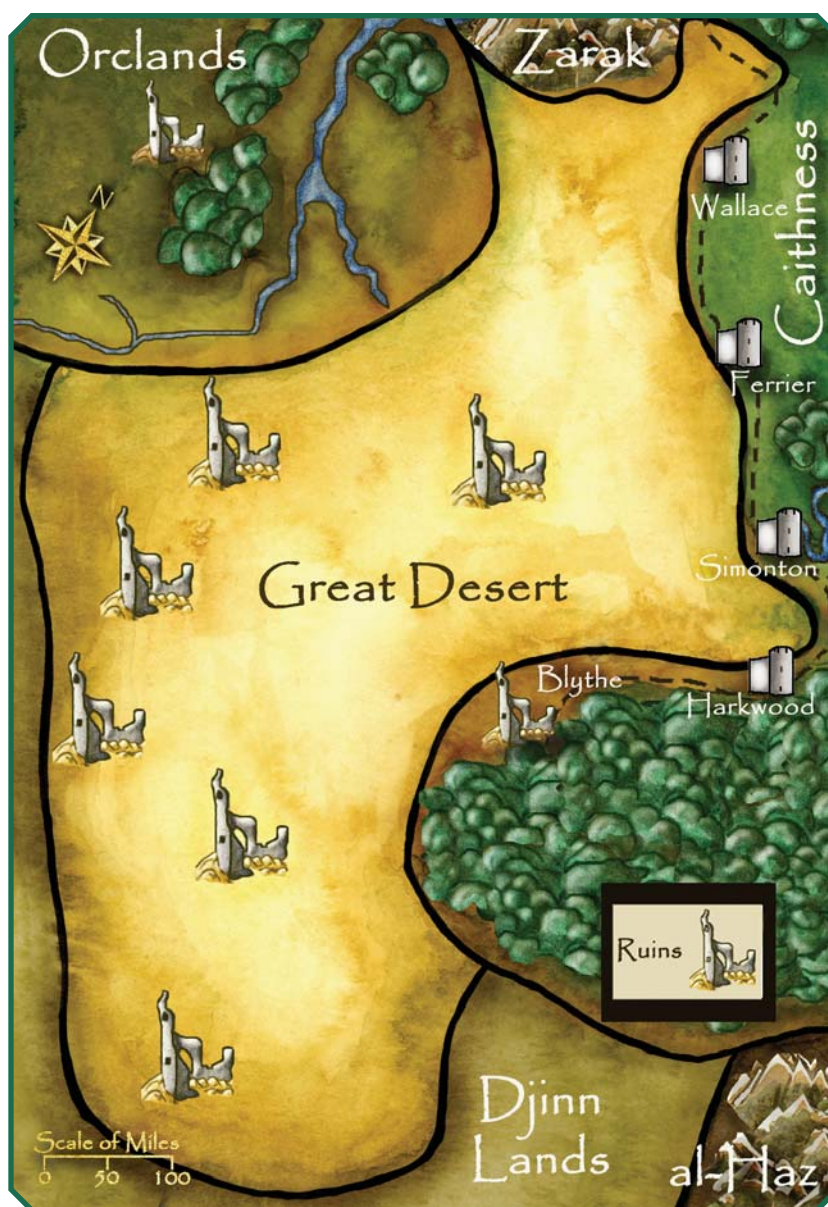 Orclands
Zarak
N
Wallace
Caithness
Ferrier
Great Desert
Simonton
Blythe
Harkwood
Ruins
Djinn
Lands
al-Haz
Scale of Miles
0 50 100